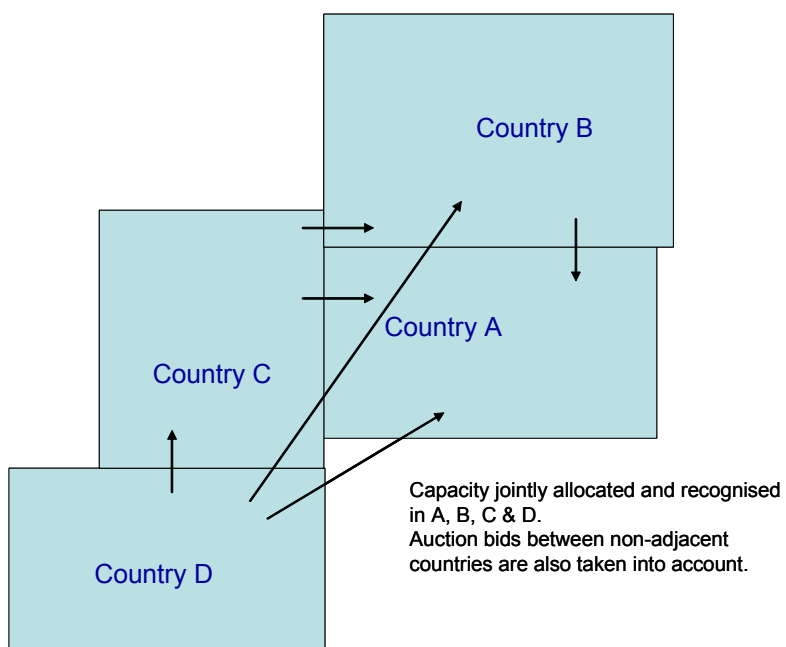 Country B
Country A
Country C
Capacity jointly allocated and recognised
in A, B, C & D.
Auction bids between non-adjacent
countries are also taken into account.
Country D